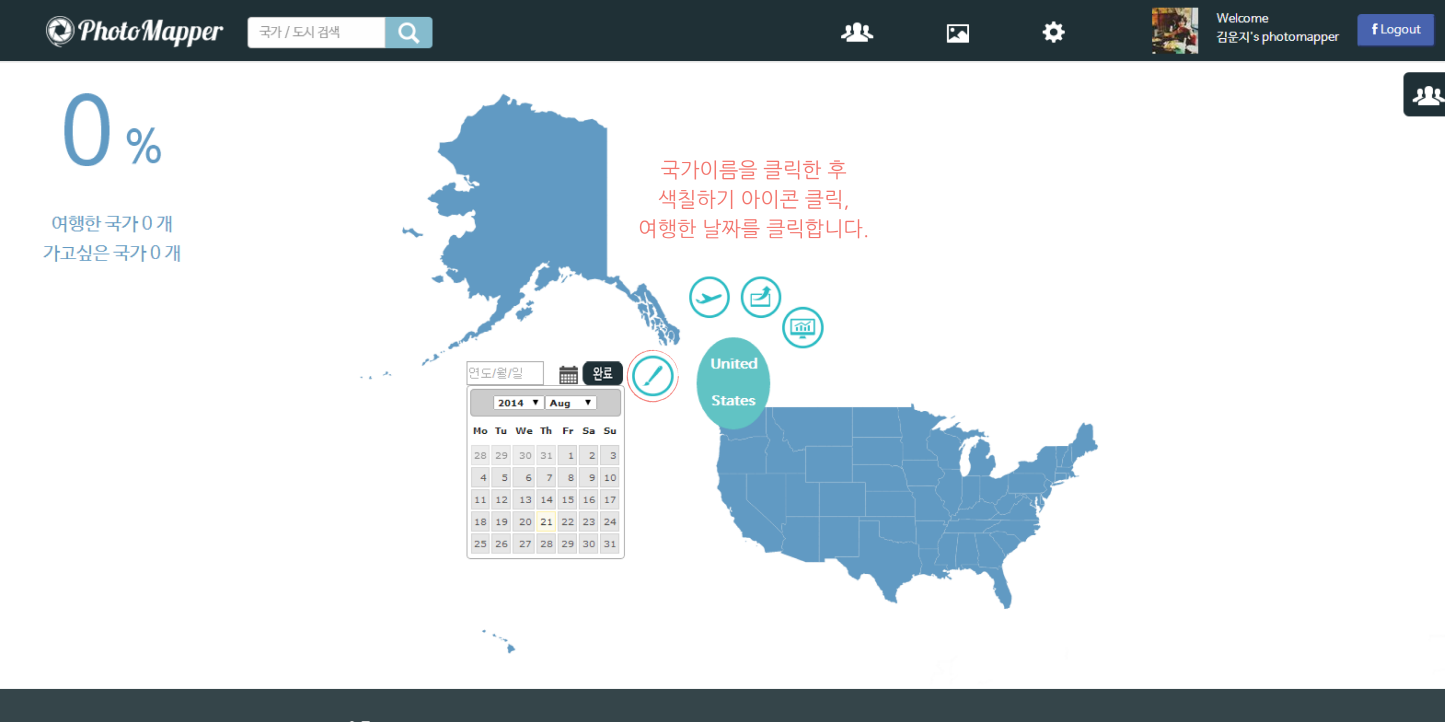 PhotoMapper
국가 / 도시 검색
Welcome
김운지's photomapper
f Logout
0 %
여행한 국가 0 개
가고싶은 국가 0 개
국가이름을 클릭한 후
색칠하기 아이콘 클릭,
여행한 날짜를 클릭합니다.
United
States
연도/월/일
완료
2014 Aug
Mo Tu We Th Fr Sa Su
28 29 30 31 1 2 3
4 5 6 7 8 9 10
11 12 13 14 15 16 17
18 19 20 21 22 23 24
25 26 27 28 29 30 31